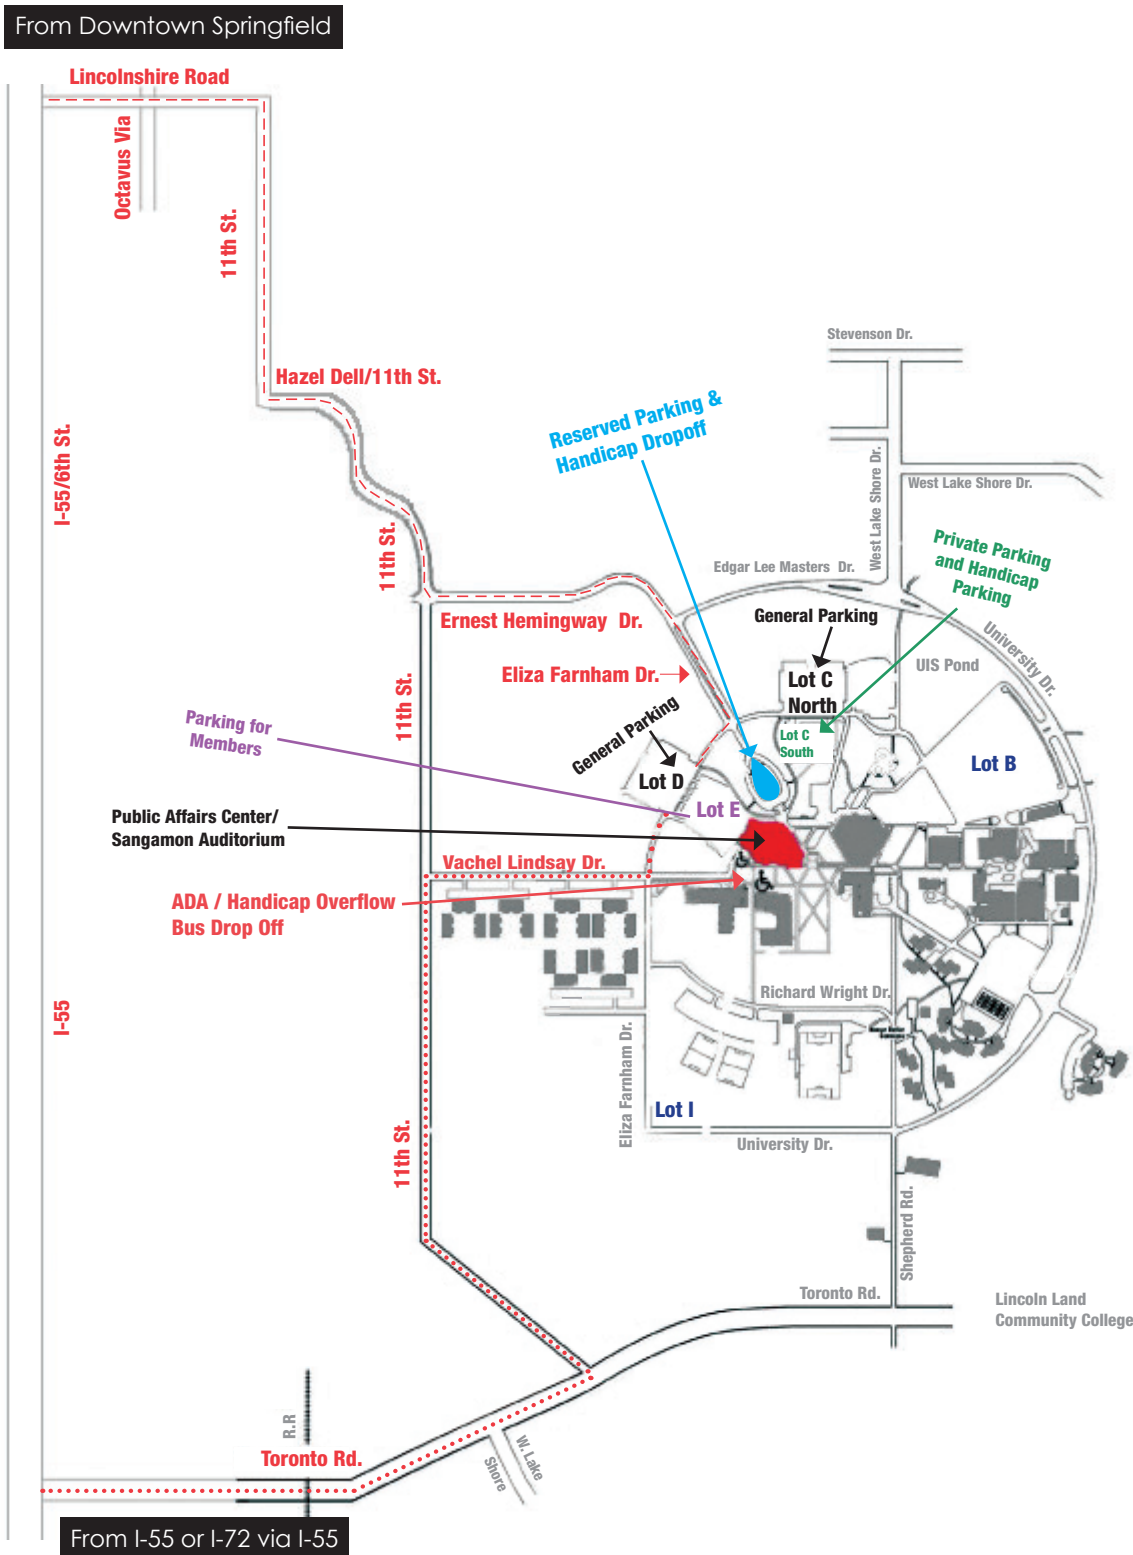 From Downtown Springfield
Lincolnshire Road
Octavus Via
11th St.
Hazel Dell/11th St.
I-55/6th St.
11th St.
Stevenson Dr.
Reserved Parking &
Handicap Dropoff
West Lake Shore Dr.
West Lake Shore Dr.
Private Parking
and Handicap
Parking
Edgar Lee Masters Dr.
Ernest Hemingway Dr.
General Parking
University Dr.
UIS Pond
Eliza Farnham Dr.
Lot C
North
11th St.
Parking for
Members
General Parking
Lot C
South
Lot B
Lot D
Lot E
Public Affairs Center/
Sangamon Auditorium
Vachel Lindsay Dr.
ADA / Handicap Overflow
Bus Drop Off
I-55
Richard Wright Dr.
Eliza Farnham Dr.
Lot I
University Dr.
11th St.
Shepherd Rd.
Toronto Rd.
Lincoln Land
Community College
R.R
Toronto Rd.
W. Lake
Shore
From I-55 or I-72 via I-55